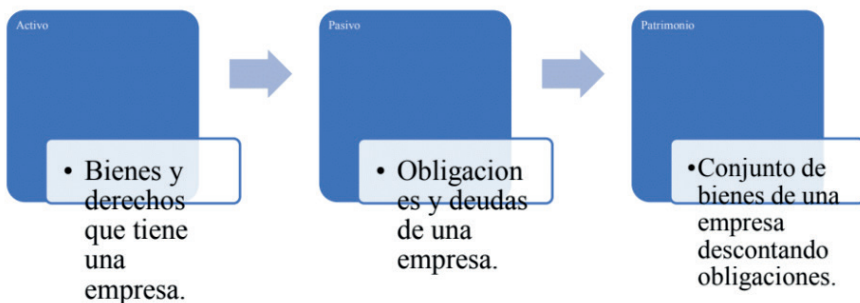 Activo
• Bienes y
derechos
que tiene
una
empresa.
Pasivo
• Obligacion
es y deudas
de una
empresa.
Patrimonio
•Conjunto de
bienes de una
empresa
descontando
obligaciones.